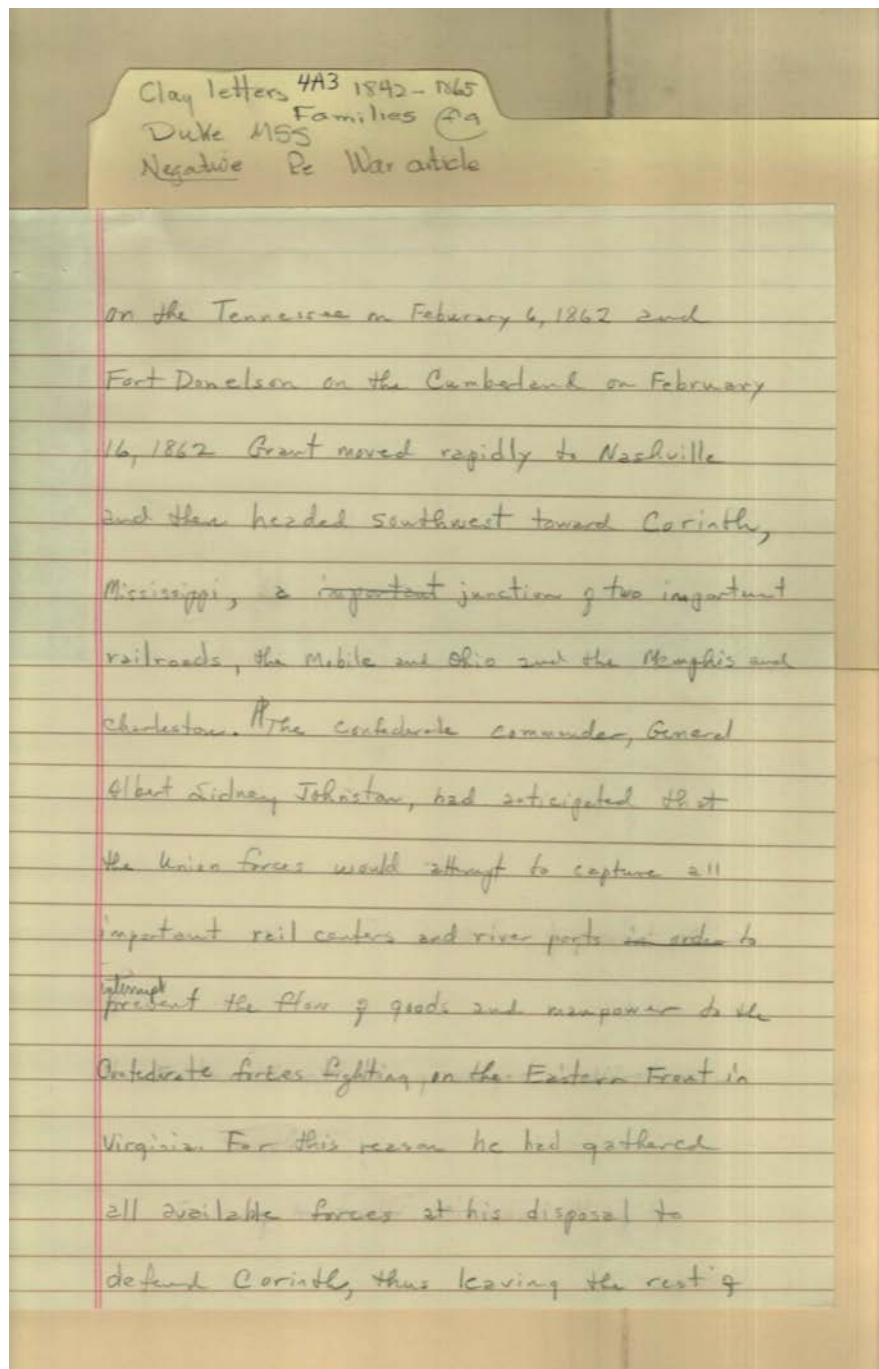 Clay letters 4A3 1842-1865
Families
Duke MSS
Negative Re War article
on the Tennessee on Feburary 6, 1862 and
Fort Donelson on the Cumberland on February
16, 1862 Grant moved rapidly to Nashville
and then headed southwest toward Corinth,
Mississippi, a important junction of two important
railroads, the Mobile and Ohio and the Memphis and
Charleston. ¶The Confederate commander, General
Albert Sidney Johnston, had anticipated that
the Union forces would attempt to capture all
important rail centers and river ports in order to
interrupt
prevent the flow of goods and manpower to the
Confederate forces fighting on the Eastern Front in
Virginia. For this reason he had gathered
all available forces at his disposal to
defend Corinth, thus leaving the rest of